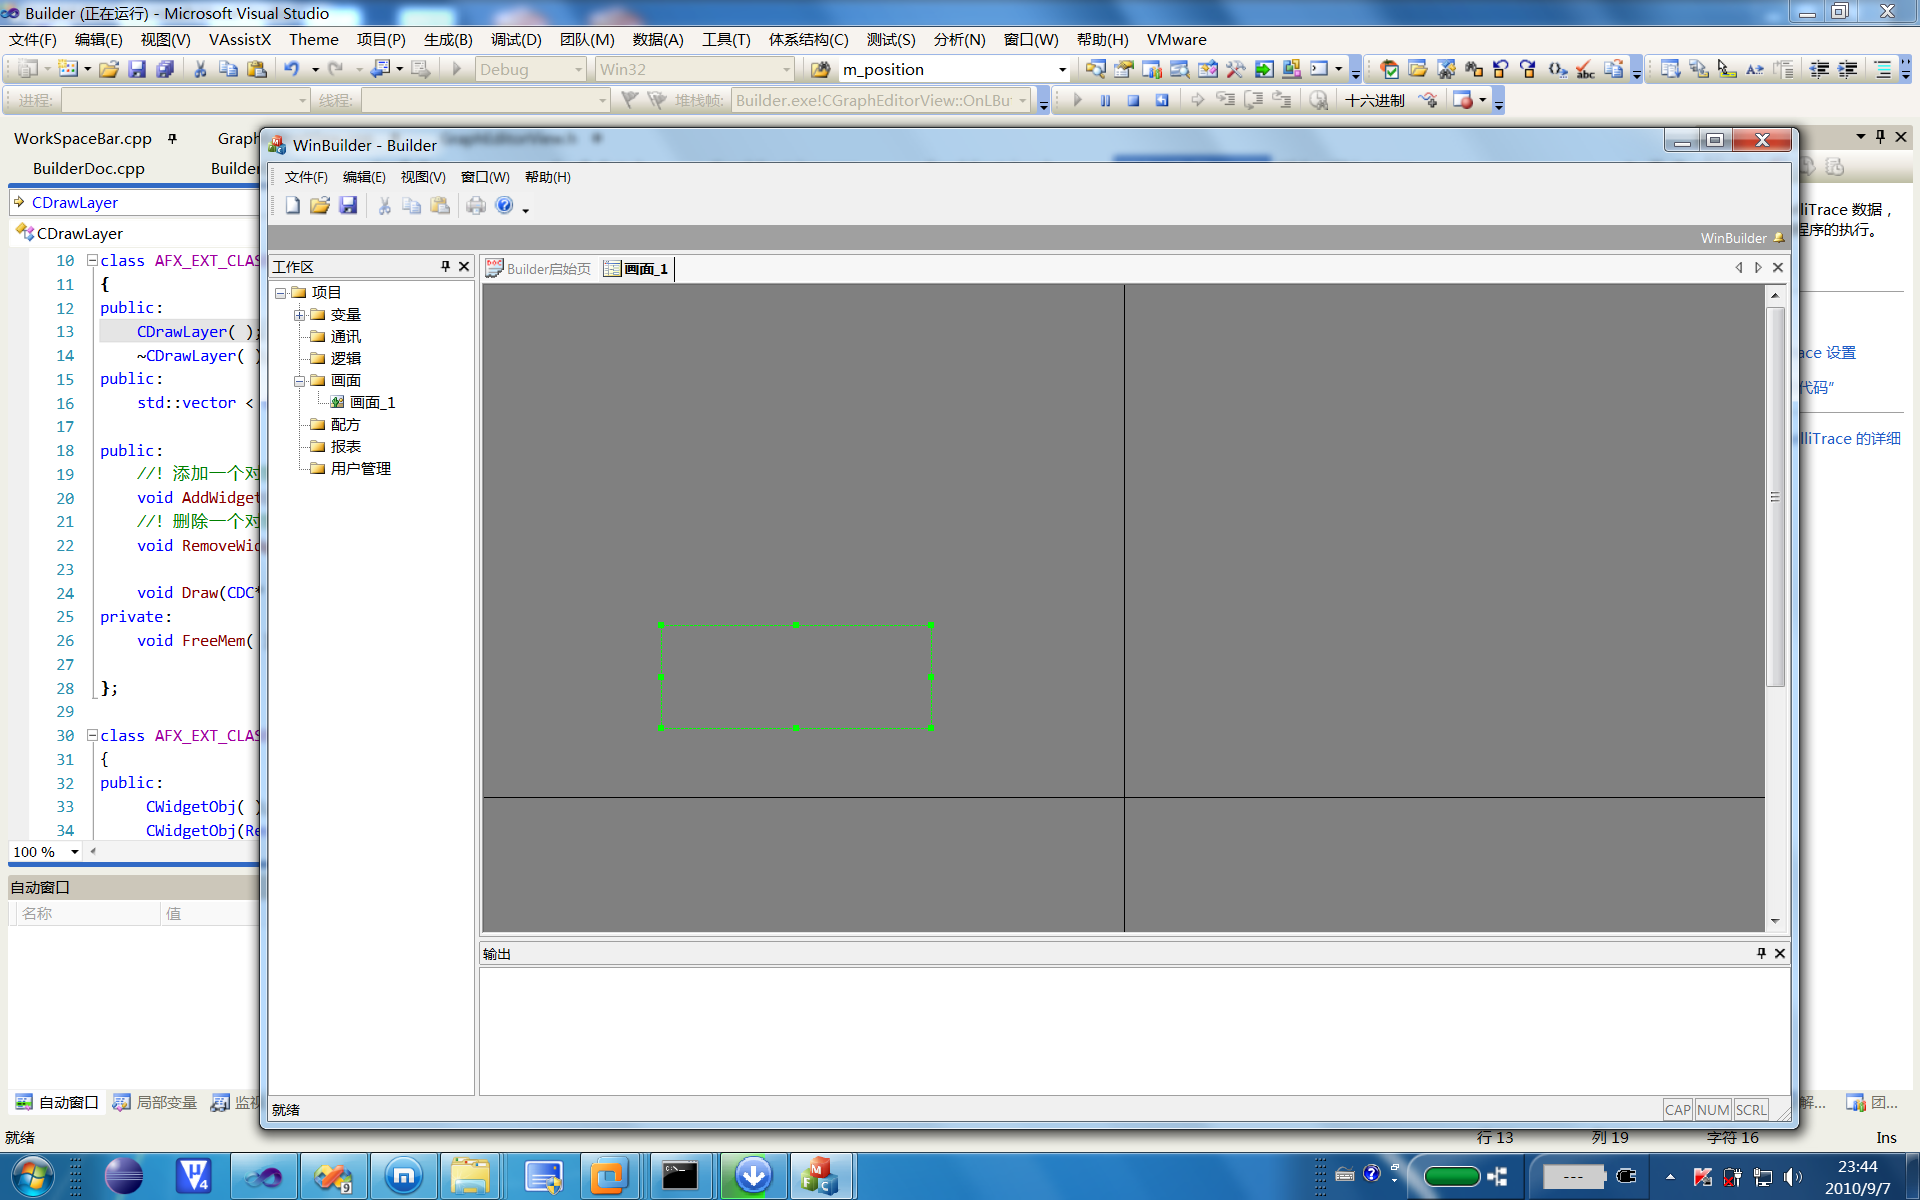 Builder (正在运行) - Microsoft Visual Studio
文件(F) 编辑(E) 视图(V) VAssistX Theme 项目(P) 生成(B) 调试(D) 团队(M) 数据(A) 工具(T) 体系结构(C) 测试(S) 分析(N) 窗口(W) 帮助(H) VMware
Debug Win32 m_position
进程: 线程: 堆栈帧: Builder.exe!CGraphEditorView::OnLBu 十六进制
WorkSpaceBar.cpp Graph
BuilderDoc.cpp Builder
CDrawLayer
CDrawLayer
10 class AFX_EXT_CLAS
11 {
12 public:
13 CDrawLayer( );
14 ~CDrawLayer( )
15 public:
16 std::vector <
17
18 public:
19 //! 添加一个对
20 void AddWidget
21 //! 删除一个对
22 void RemoveWid
23
24 void Draw(CDC*
25 private:
26 void FreeMem(
27
28 };
29
30 class AFX_EXT_CLAS
31 {
32 public:
33 CWidgetObj( )
34 CWidgetObj(Re
100 %
自动窗口
名称 值
自动窗口 局部变量 监视
就绪
WinBuilder - Builder
文件(F) 编辑(E) 视图(V) 窗口(W) 帮助(H)
WinBuilder
工作区
项目
变量
通讯
逻辑
画面
画面_1
配方
报表
用户管理
Builder启始页 画面_1
输出
就绪
CAP NUM SCRL
lliTrace 数据，
程序的执行。
ace 设置
代码”
lliTrace 的详细
解... 团...
行 13 列 19 字符 16 Ins
---
23:44
2010/9/7